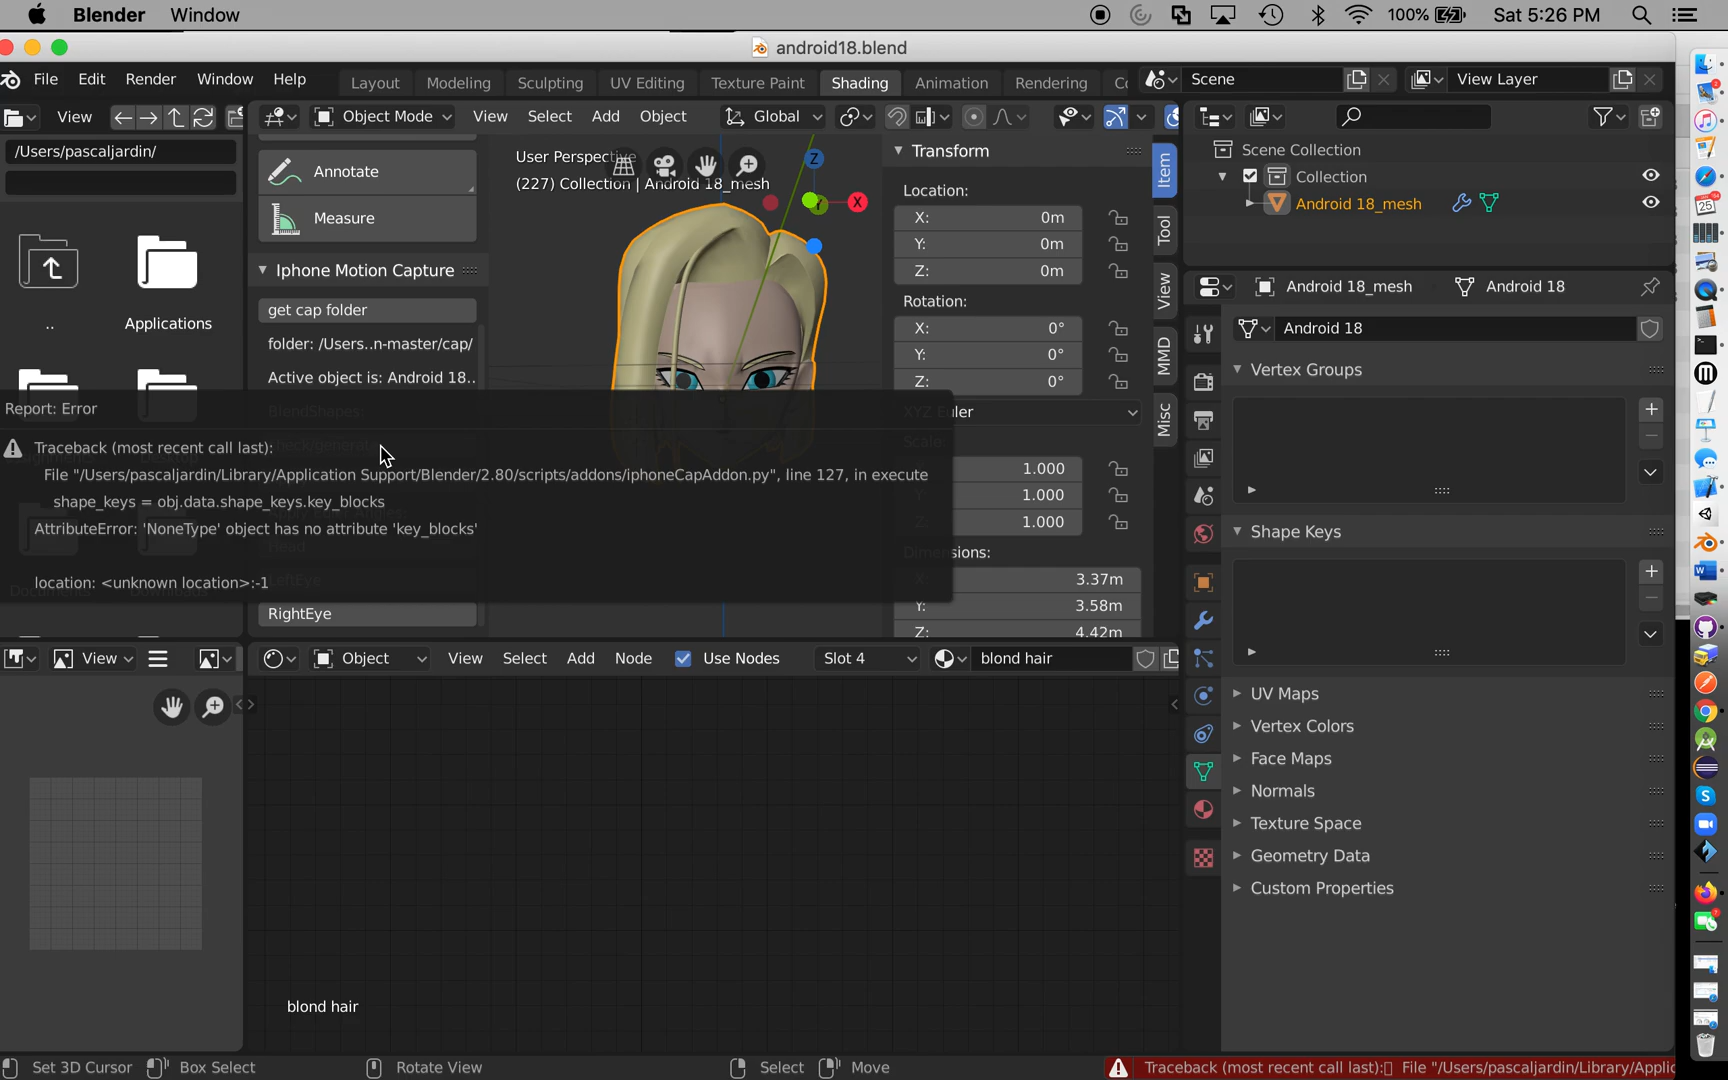 Blender Window 100% Sat 5:26 PM
android18.blend
File Edit Render Window Help Layout Modeling Sculpting UV Editing Texture Paint Shading Animation Rendering Scene View Layer
View Object Mode View Select Add Object Global
/Users/pascaljardin/
Annotate
Measure
Iphone Motion Capture
get cap folder
folder: /Users..n-master/cap/
Active object is: Android 18..
BlendShapes:
Head
LeftEye
RightEye
..
Applications
Documents
Downloads
User Perspective
(227) Collection | Android 18_mesh
Z
Y
X
Report: Error
Traceback (most recent call last):
File "/Users/pascaljardin/Library/Application Support/Blender/2.80/scripts/addons/iphoneCapAddon.py", line 127, in execute
shape_keys = obj.data.shape_keys.key_blocks
AttributeError: 'NoneType' object has no attribute 'key_blocks'
location: <unknown location>:-1
Transform
Location:
X: 0m
Y: 0m
Z: 0m
Rotation:
X: 0°
Y: 0°
Z: 0°
XYZ Euler
Scale:
1.000
1.000
1.000
Dimensions:
X: 3.37m
Y: 3.58m
Z: 4.42m
Item
Tool
View
MMD
Misc
Scene Collection
Collection
Android 18_mesh
Android 18_mesh Android 18
Android 18
Vertex Groups
Shape Keys
UV Maps
Vertex Colors
Face Maps
Normals
Texture Space
Geometry Data
Custom Properties
View Object View Select Add Node Use Nodes Slot 4 blond hair
blond hair
Set 3D Cursor Box Select Rotate View Select Move Traceback (most recent call last): File "/Users/pascaljardin/Library/Applic